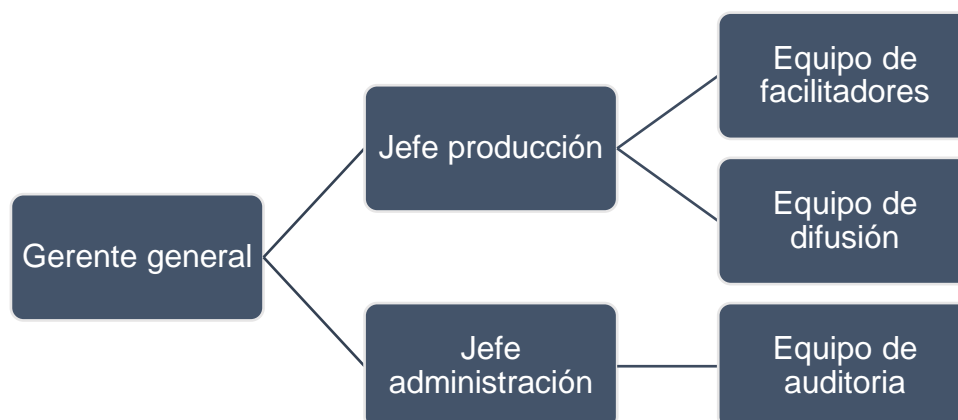 Equipo de
facilitadores
Jefe producción
Equipo de
difusión
Gerente general
Jefe
administración
Equipo de
auditoria